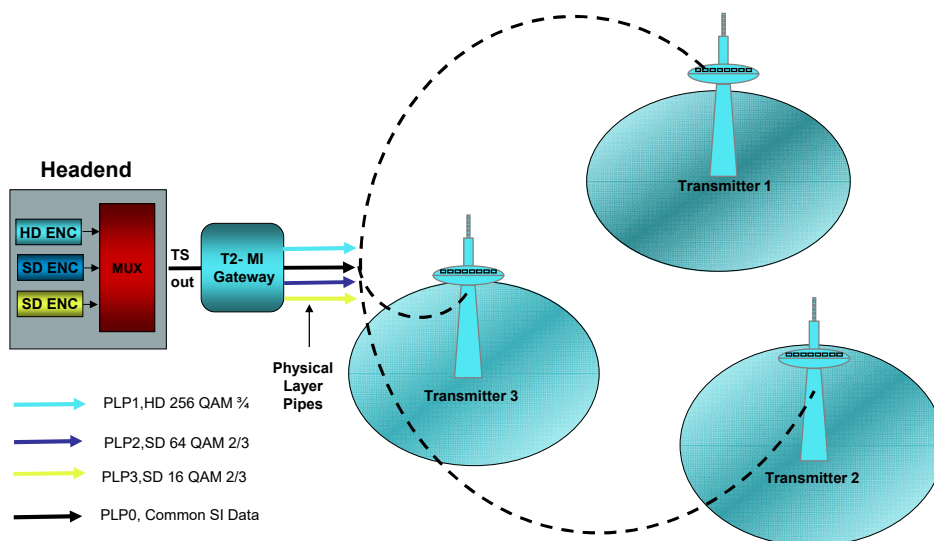 Headend
HD ENC
SD ENC
SD ENC
MUX
TS
out
T2- MI
Gateway
Physical
Layer
Pipes
Transmitter 1
Transmitter 3
Transmitter 2
PLP1,HD 256 QAM ¾
PLP2,SD 64 QAM 2/3
PLP3,SD 16 QAM 2/3
PLP0, Common SI Data